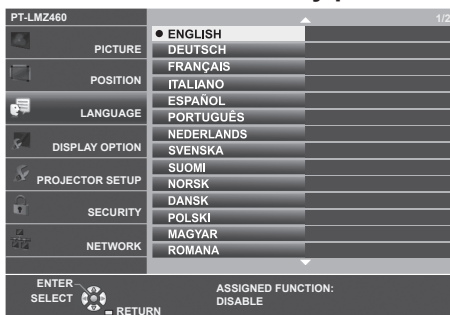 PT-LMZ460
1/2
PICTURE
POSITION
LANGUAGE
DISPLAY OPTION
PROJECTOR SETUP
SECURITY
NETWORK
ENGLISH
DEUTSCH
FRANÇAIS
ITALIANO
ESPAÑOL
PORTUGUÊS
NEDERLANDS
SVENSKA
SUOMI
NORSK
DANSK
POLSKI
MAGYAR
ROMANA
ENTER
SELECT
RETURN
ASSIGNED FUNCTION:
DISABLE